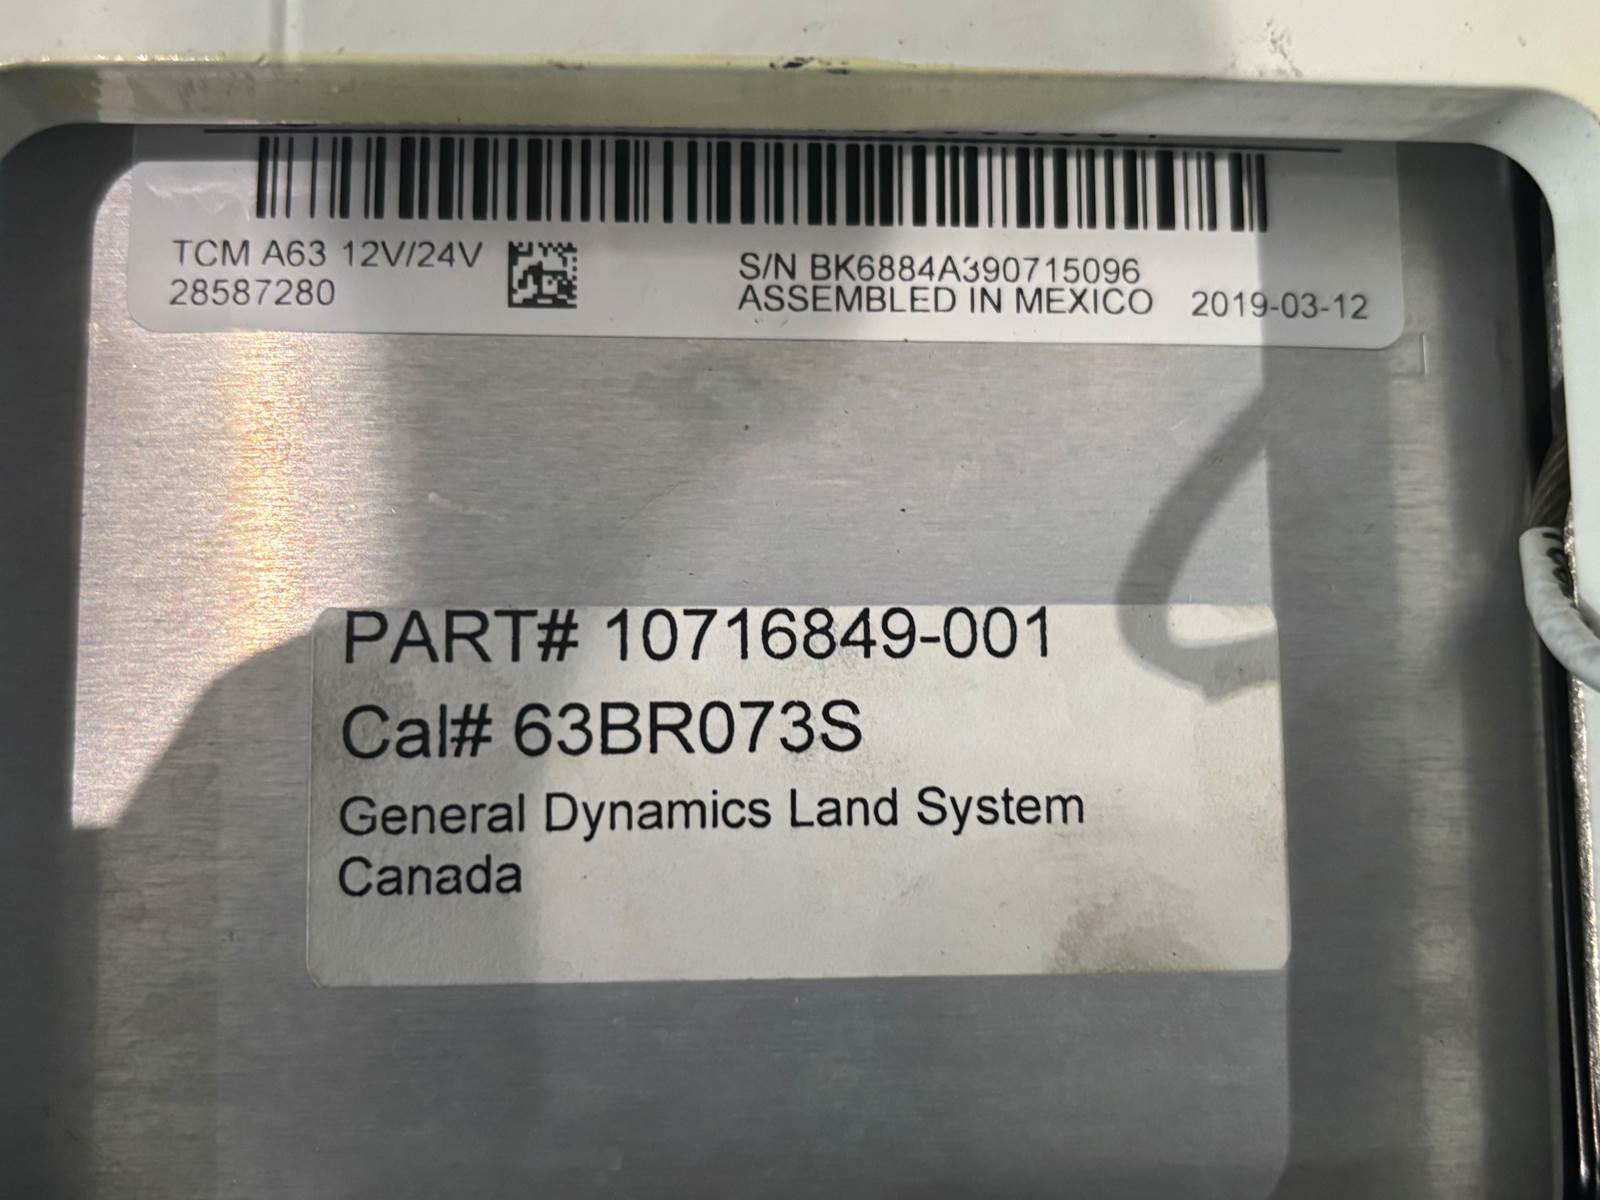 TCM A63 12V/24V
28587280
S/N BK6884A390715096
ASSEMBLED IN MEXICO 2019-03-12
PART# 10716849-001
Cal# 63BR073S
General Dynamics Land System
Canada